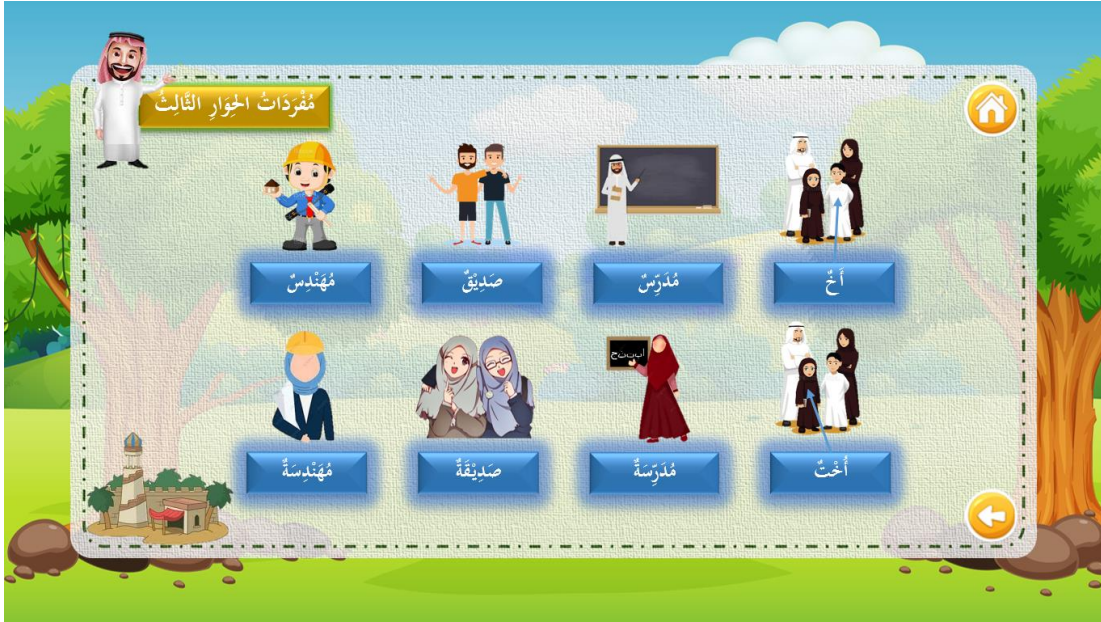 مُفْرَدَاتُ الحِوَارِ الثَّالِثُ
أَخٌ
مُدَرِّسٌ
صَدِيْقٌ
مُهَنْدِسٌ
أ ب ت ث ج
أُخْتٌ
مُدَرِّسَةٌ
صَدِيْقَةٌ
مُهَنْدِسَةٌ